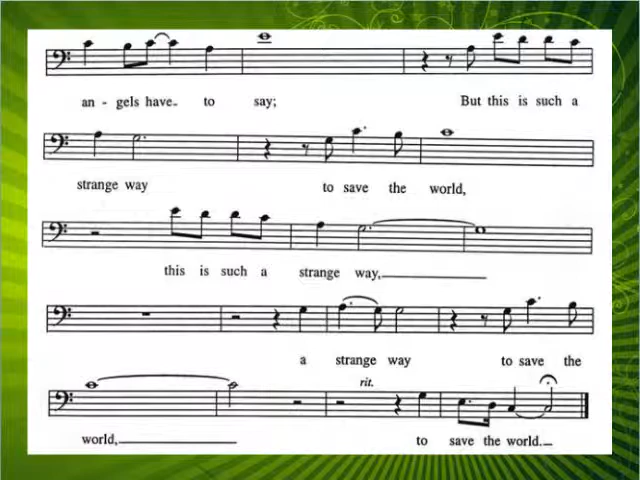 an - gels have to say; But this is such a
strange way to save the world,
this is such a strange way,
a strange way to save the
rit.
world, to save the world.